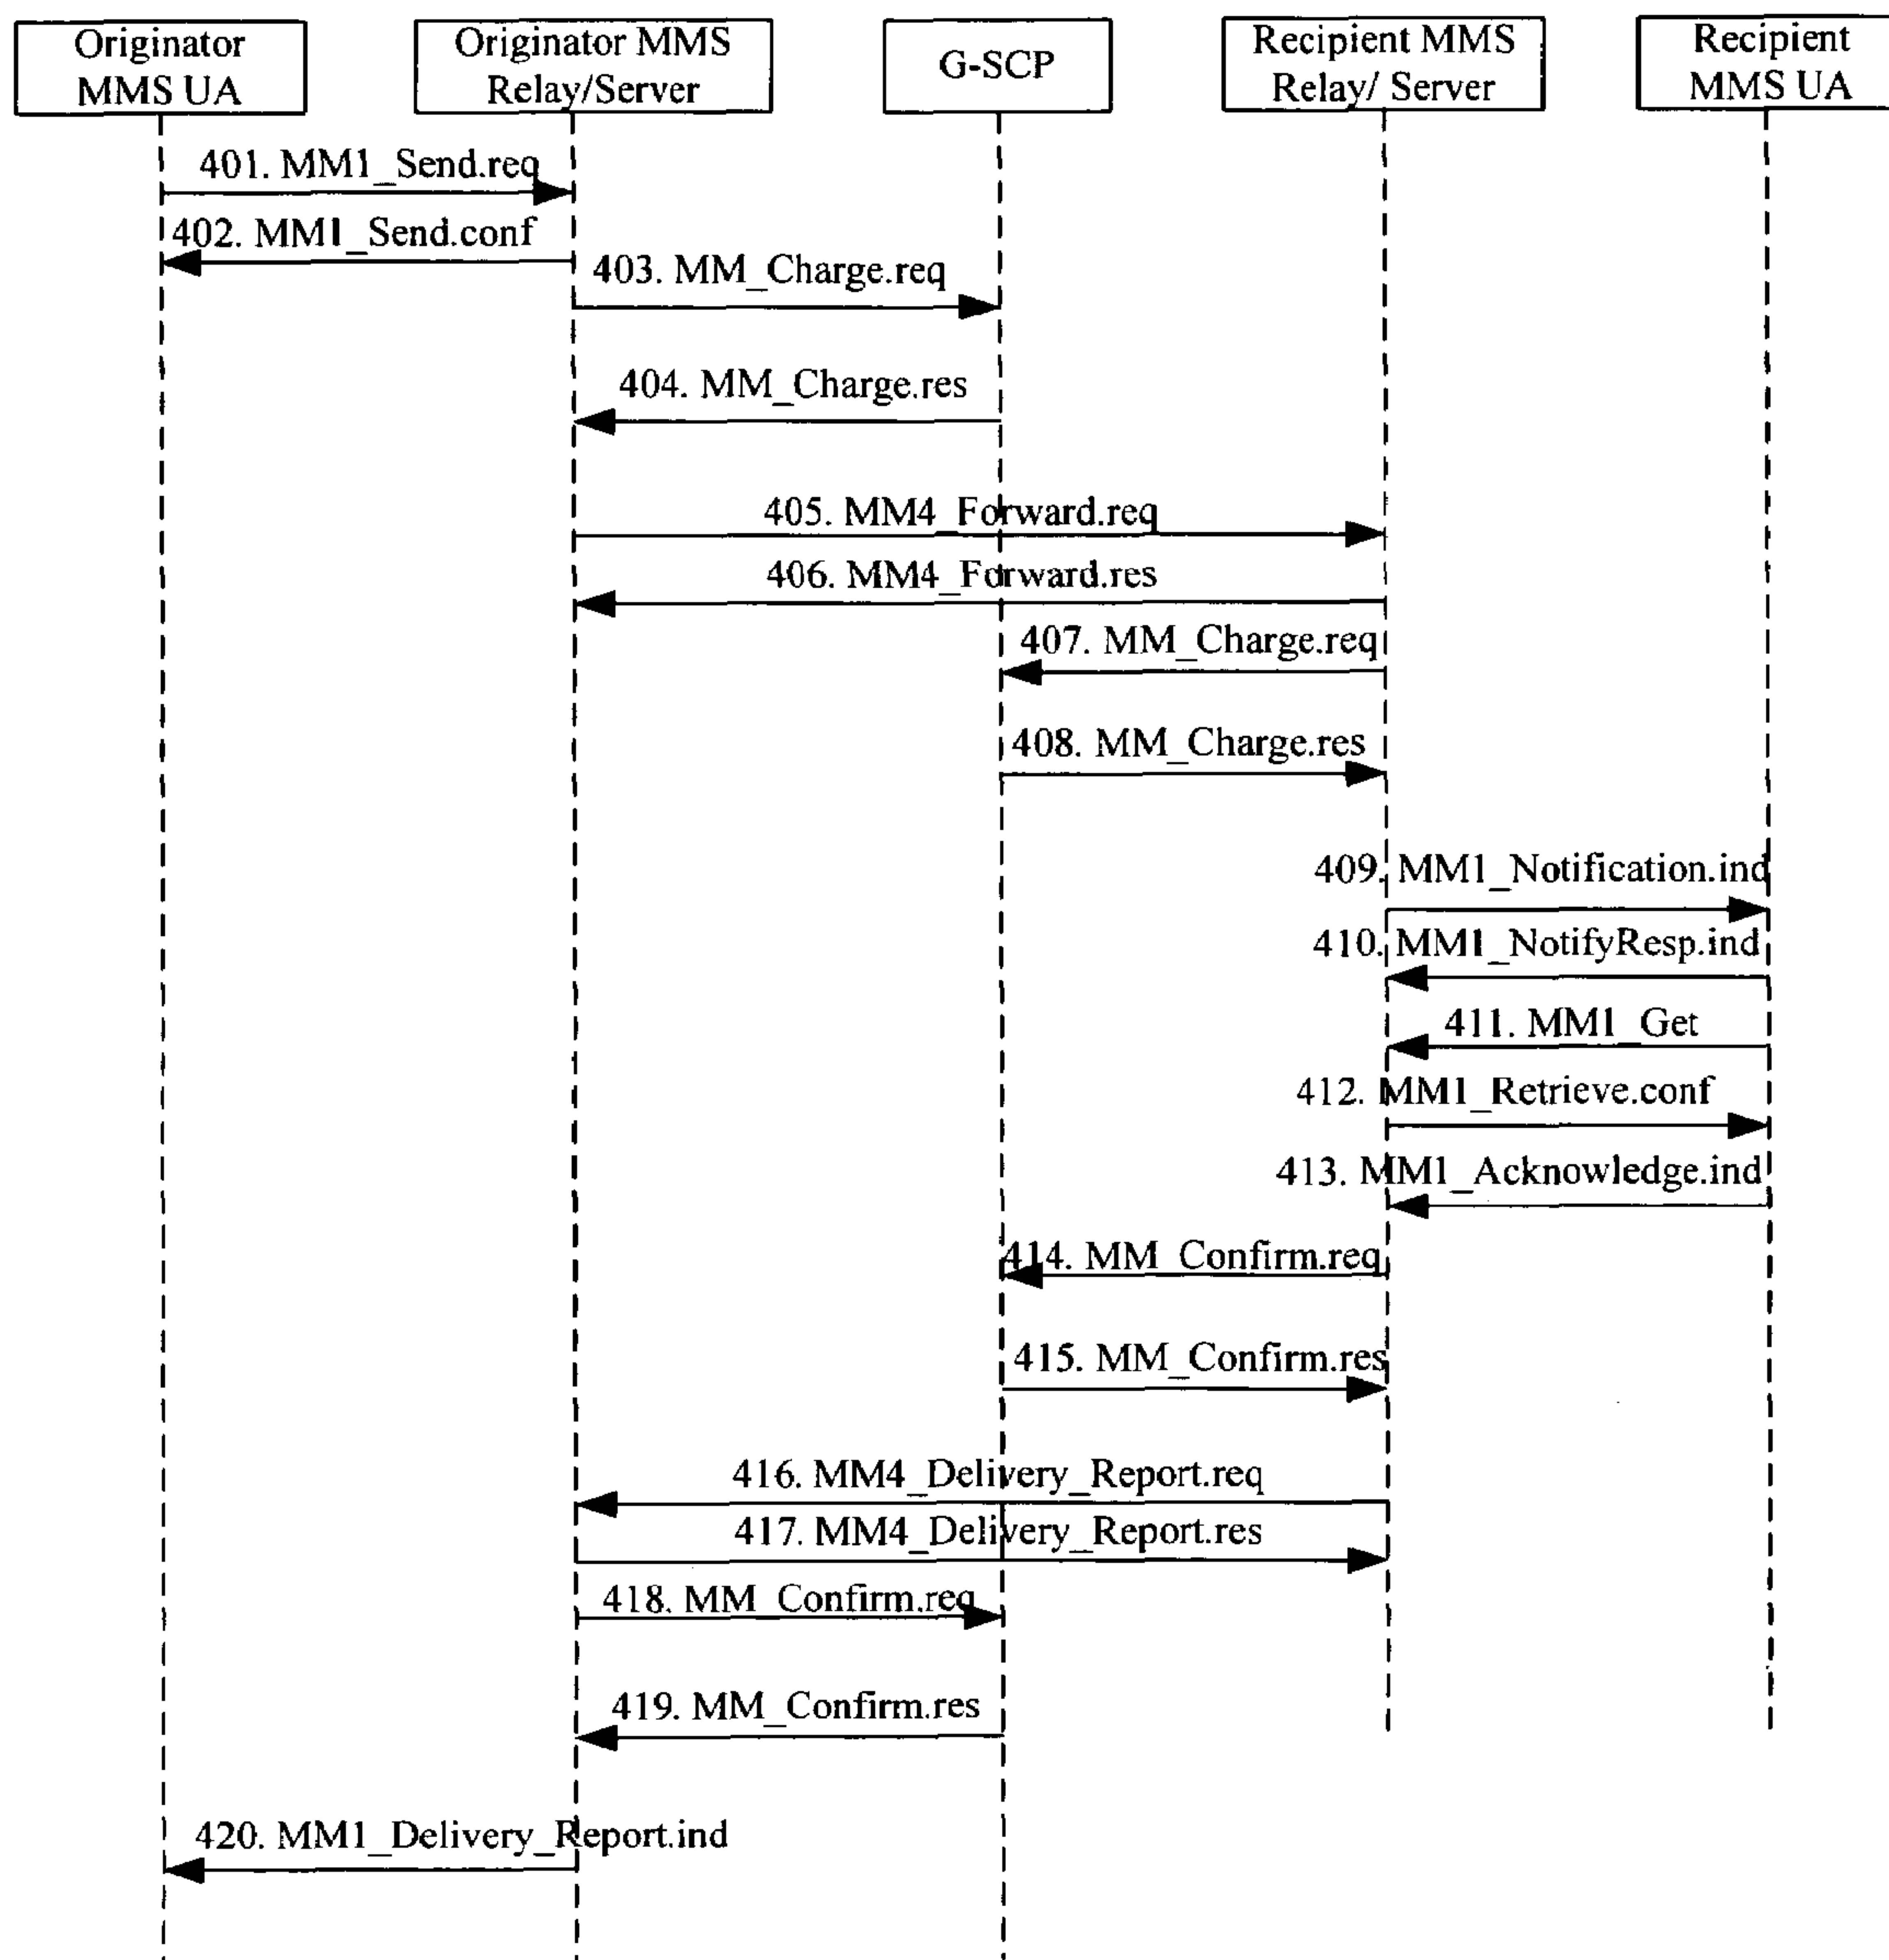 Originator
MMS UA
Originator MMS
Relay/Server
G-SCP
Recipient MMS
Relay/ Server
Recipient
MMS UA
401. MM1_Send.req
402. MM1_Send.conf
403. MM_Charge.req
404. MM_Charge.res
405. MM4_Forward.req
406. MM4_Forward.res
407. MM_Charge.req
408. MM_Charge.res
409. MM1_Notification.ind
410. MM1_NotifyResp.ind
411. MM1_Get
412. MM1_Retrieve.conf
413. MM1_Acknowledge.ind
414. MM_Confirm.req
415. MM_Confirm.res
416. MM4_Delivery_Report.req
417. MM4_Delivery_Report.res
418. MM_Confirm.req
419. MM_Confirm.res
420. MM1_Delivery_Report.ind